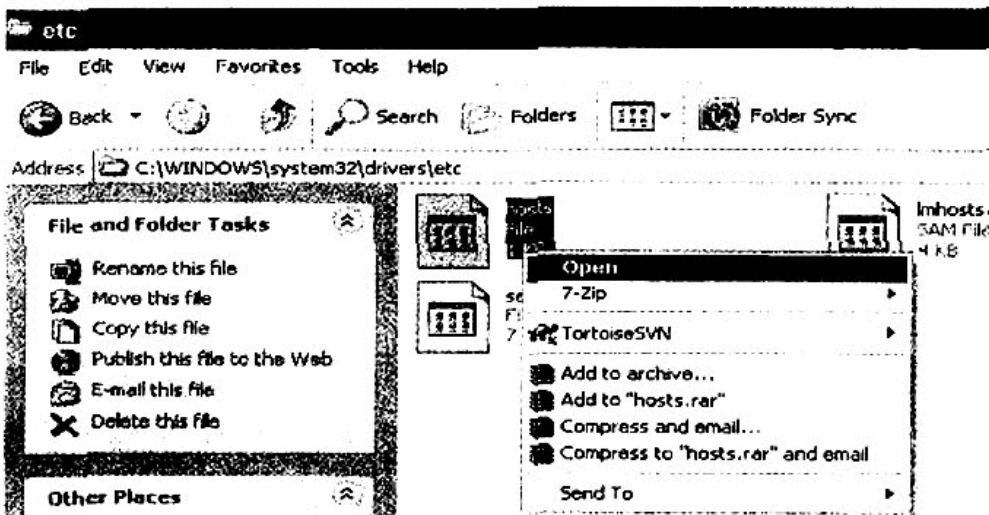 etc
File Edit View Favorites Tools Help
Back Search Folders Folder Sync
Address C:\WINDOWS\system32\drivers\etc
File and Folder Tasks
Rename this file
Move this file
Copy this file
Publish this file to the Web
E-mail this file
Delete this file
Other Places
hosts
File
lmhosts
SAM File
4 KB
se
7
Open
7-Zip
TortoiseSVN
Add to archive...
Add to "hosts.rar"
Compress and email...
Compress to "hosts.rar" and email
Send To